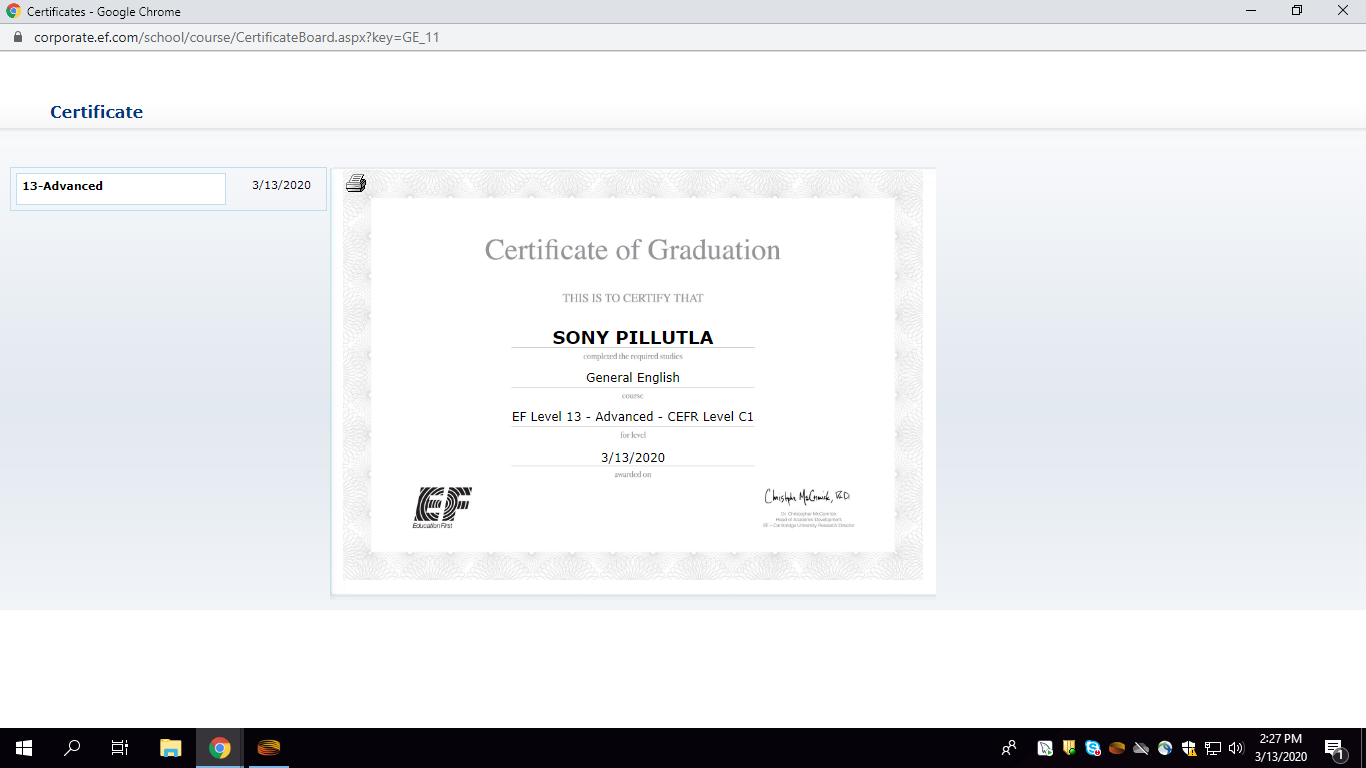 Certificates - Google Chrome
corporate.ef.com/school/course/CertificateBoard.aspx?key=GE_11
Certificate
13-Advanced 3/13/2020
Certificate of Graduation
THIS IS TO CERTIFY THAT
SONY PILLUTLA
completed the required studies
General English
course
EF Level 13 - Advanced - CEFR Level C1
for level
3/13/2020
awarded on
EF
Education First
Christopher McCormick, Ph.D.
Dr. Christopher McCormick
Head of Academic Development
EF - Cambridge University Research Director
2:27 PM
3/13/2020
1